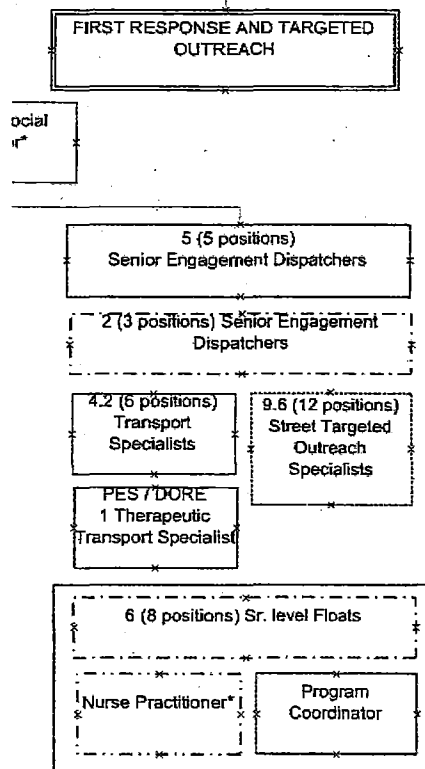 FIRST RESPONSE AND TARGETED
OUTREACH
ocial
r*
5 (5 positions)
Senior Engagement Dispatchers
2 (3 positions) Senior Engagement
Dispatchers
4.2 (6 positions)
Transport
Specialists
9.6 (12 positions)
Street Targeted
Outreach
Specialists
PES / DORE
1 Therapeutic
Transport Specialist
6 (8 positions) Sr. level Floats
Nurse Practitioner*
Program
Coordinator